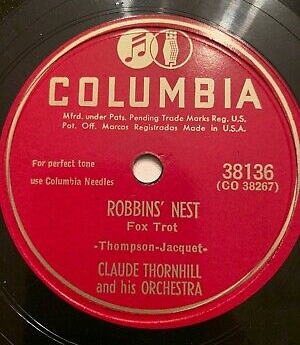 COLUMBIA
Mfrd. under Pats. Pending Trade Marks Reg. U.S.
Pat. Off. Marcas Registradas Made in U.S.A.
For perfect tone
use Columbia Needles
38136
(CO 38267)
ROBBINS' NEST
Fox Trot
-Thompson-Jacquet-
CLAUDE THORNHILL
and his ORCHESTRA